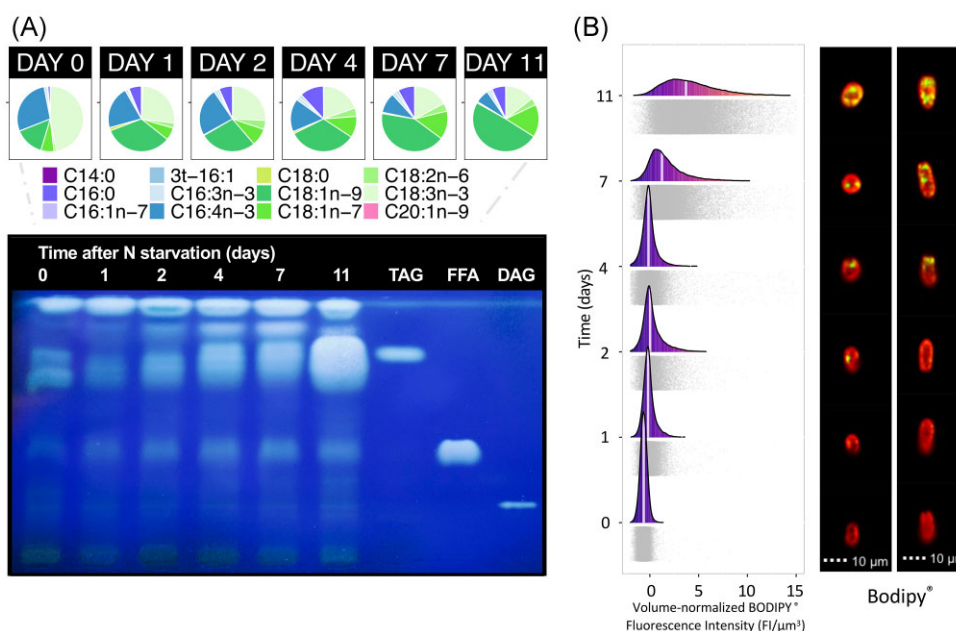 (A)
DAY 0 DAY 1 DAY 2 DAY 4 DAY 7 DAY 11
C14:0 3t–16:1 C18:0 C18:2n–6
C16:0 C16:3n–3 C18:1n–9 C18:3n–3
C16:1n–7 C16:4n–3 C18:1n–7 C20:1n–9
Time after N starvation (days)
0 1 2 4 7 11 TAG FFA DAG
(B)
Time (days)
11
7
4
2
1
0
0 5 10 15
Volume-normalized BODIPY®
Fluorescence Intensity (FI/µm³)
10 µm 10 µm
Bodipy®